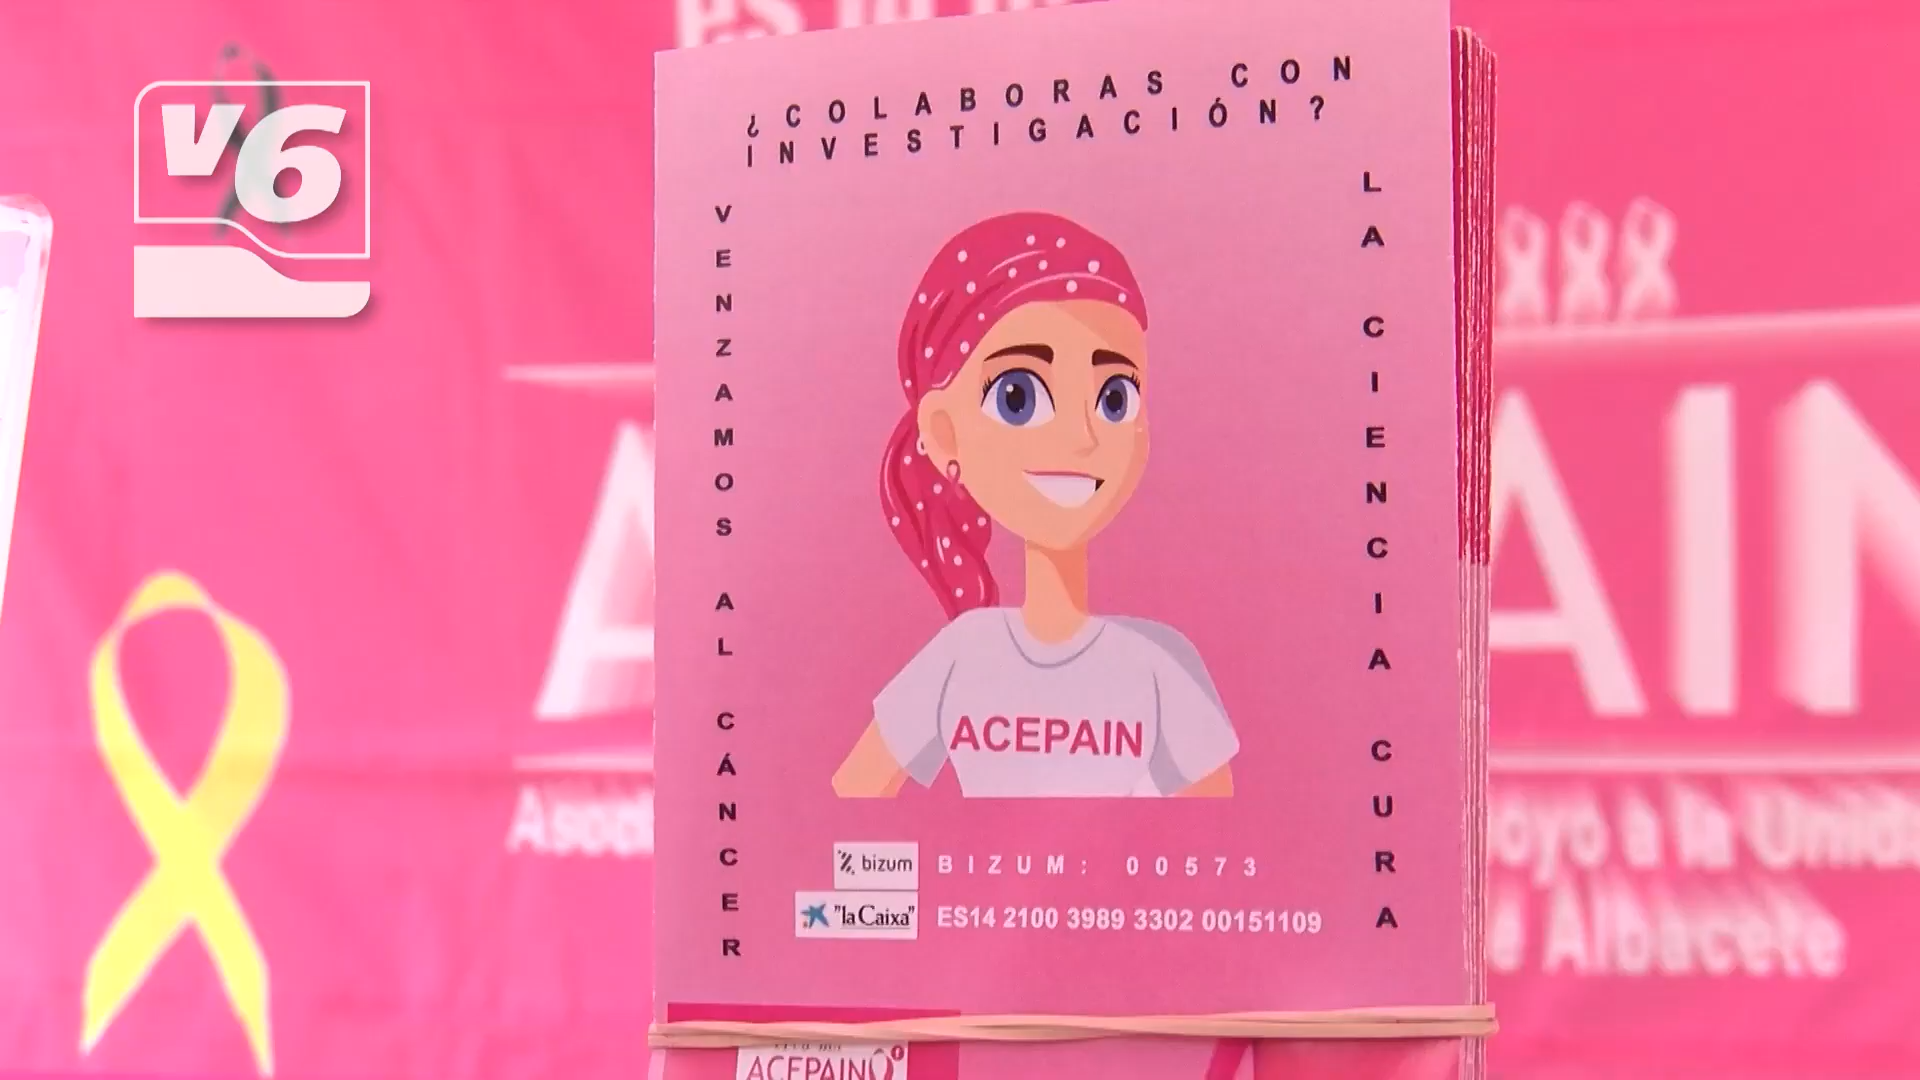 V6
¿COLABORAS CON
INVESTIGACIÓN?
VENZAMOS AL CÁNCER
LA CIENCIA CURA
ACEPAIN
bizum BIZUM: 00573
"la Caixa" ES14 2100 3989 3302 00151109
ACEPAIN
AIN
oyo a la Unida
e Albacete